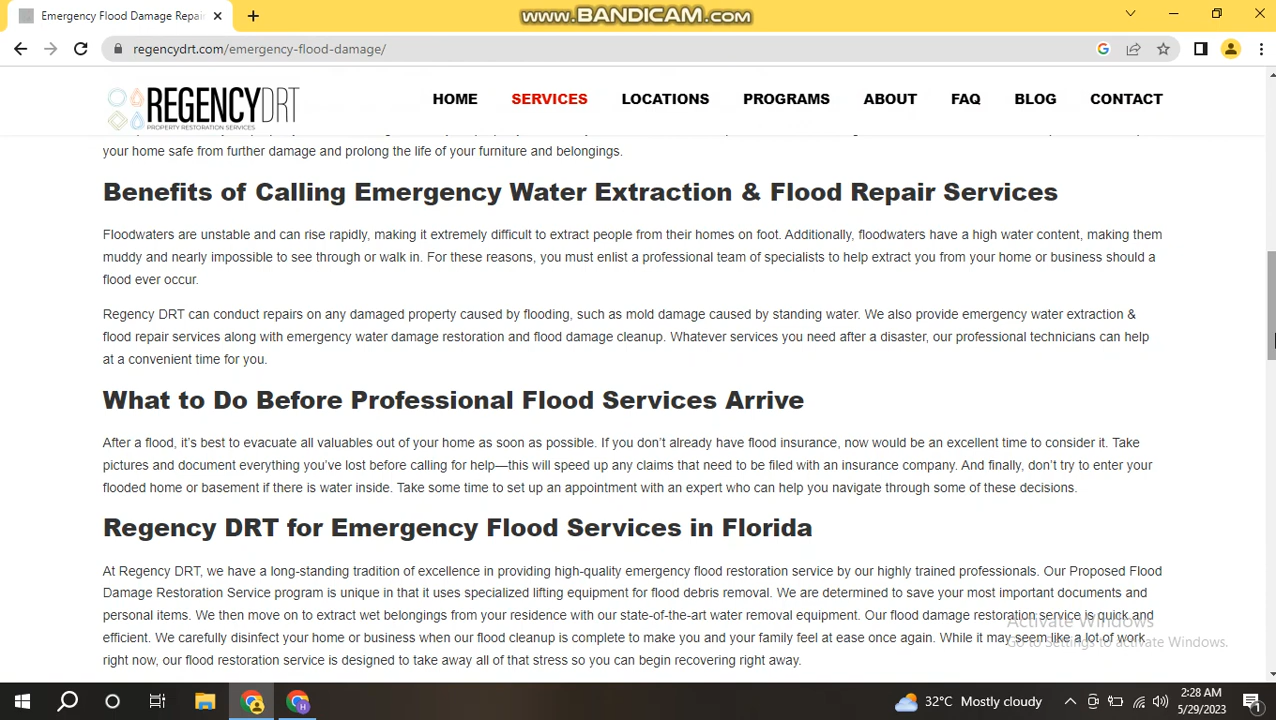 Emergency Flood Damage Repair
www.BANDICAM.com
regencydrt.com/emergency-flood-damage/
REGENCYDRT
PROPERTY RESTORATION SERVICES
HOME SERVICES LOCATIONS PROGRAMS ABOUT FAQ BLOG CONTACT
your home safe from further damage and prolong the life of your furniture and belongings.
Benefits of Calling Emergency Water Extraction & Flood Repair Services
Floodwaters are unstable and can rise rapidly, making it extremely difficult to extract people from their homes on foot. Additionally, floodwaters have a high water content, making them
muddy and nearly impossible to see through or walk in. For these reasons, you must enlist a professional team of specialists to help extract you from your home or business should a
flood ever occur.
Regency DRT can conduct repairs on any damaged property caused by flooding, such as mold damage caused by standing water. We also provide emergency water extraction &
flood repair services along with emergency water damage restoration and flood damage cleanup. Whatever services you need after a disaster, our professional technicians can help
at a convenient time for you.
What to Do Before Professional Flood Services Arrive
After a flood, it's best to evacuate all valuables out of your home as soon as possible. If you don't already have flood insurance, now would be an excellent time to consider it. Take
pictures and document everything you've lost before calling for help—this will speed up any claims that need to be filed with an insurance company. And finally, don't try to enter your
flooded home or basement if there is water inside. Take some time to set up an appointment with an expert who can help you navigate through some of these decisions.
Regency DRT for Emergency Flood Services in Florida
At Regency DRT, we have a long-standing tradition of excellence in providing high-quality emergency flood restoration service by our highly trained professionals. Our Proposed Flood
Damage Restoration Service program is unique in that it uses specialized lifting equipment for flood debris removal. We are determined to save your most important documents and
personal items. We then move on to extract wet belongings from your residence with our state-of-the-art water removal equipment. Our flood damage restoration service is quick and
efficient. We carefully disinfect your home or business when our flood cleanup is complete to make you and your family feel at ease once again. While it may seem like a lot of work
right now, our flood restoration service is designed to take away all of that stress so you can begin recovering right away.
Activate Windows
Go to Settings to activate Windows.
32°C Mostly cloudy
2:28 AM
5/29/2023